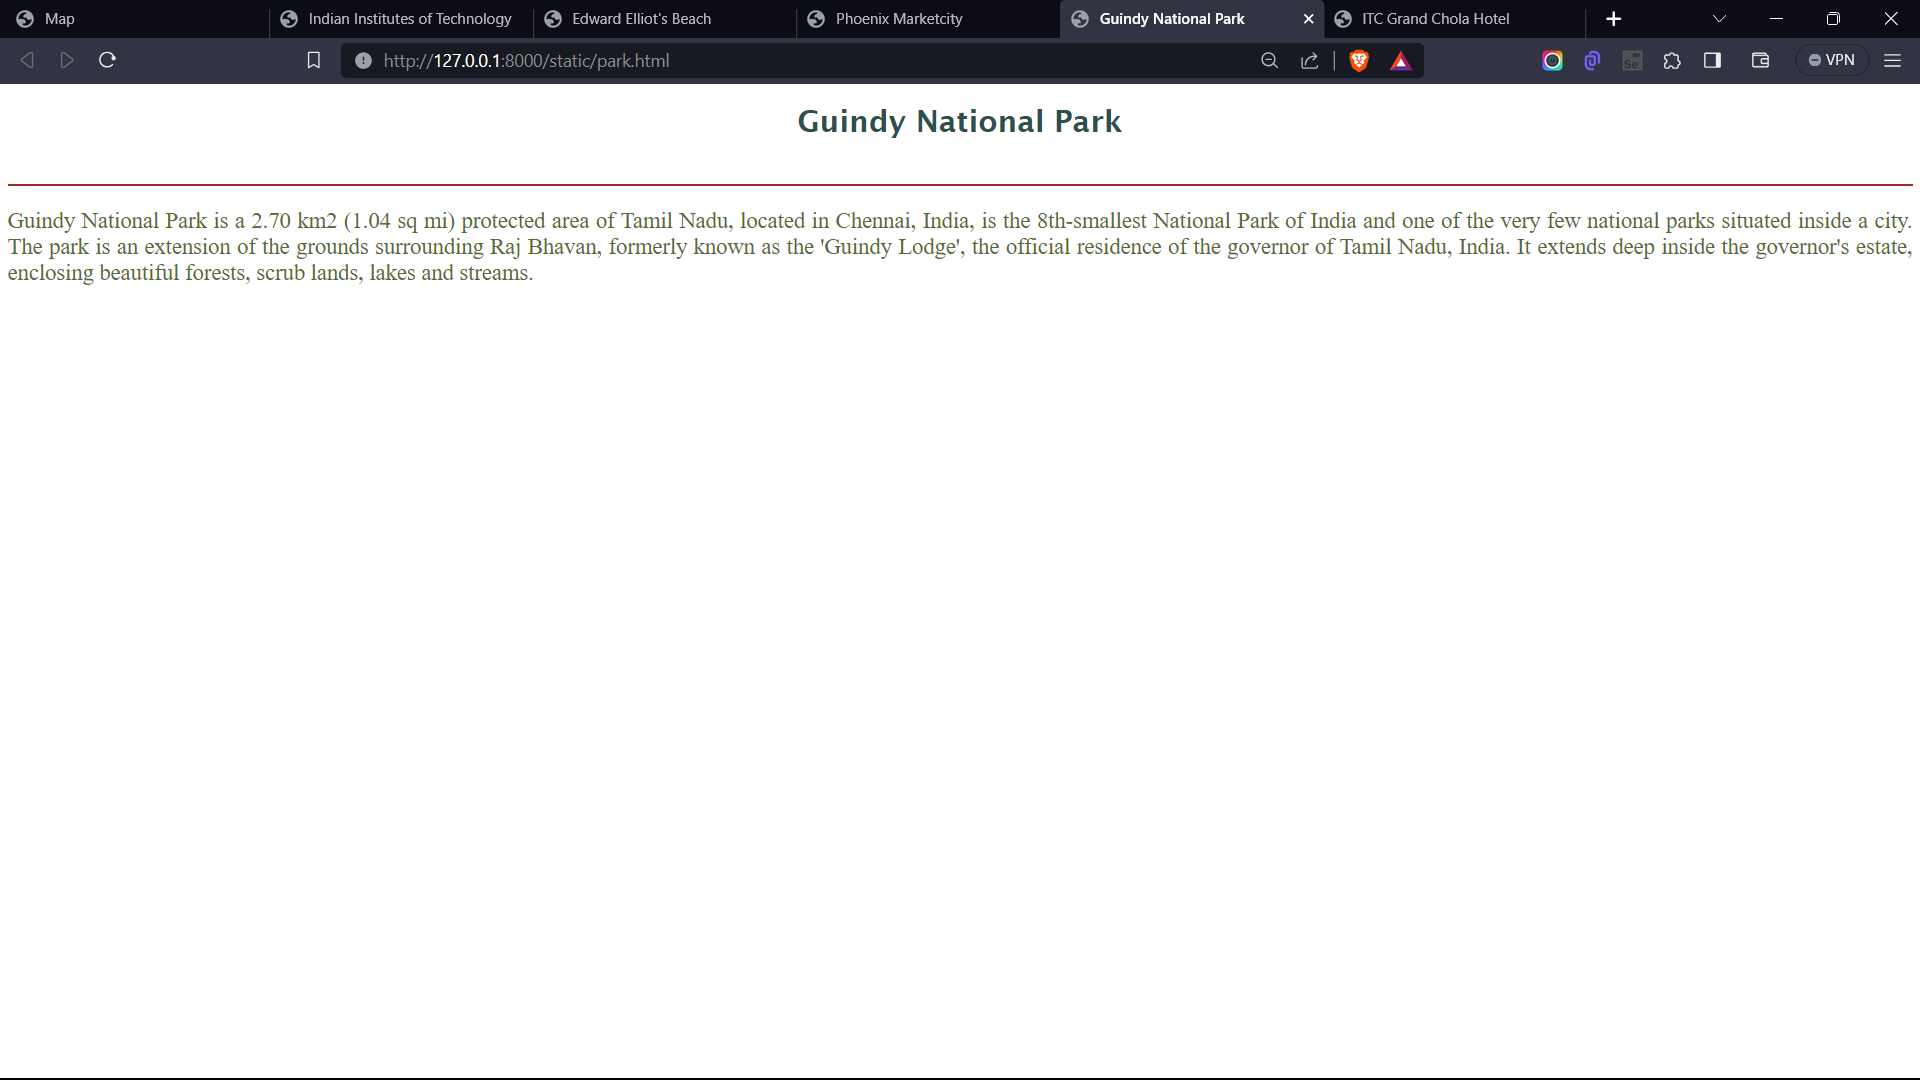 Map
Indian Institutes of Technology
Edward Elliot's Beach
Phoenix Marketcity
Guindy National Park
ITC Grand Chola Hotel
http://127.0.0.1:8000/static/park.html
Se
VPN
Guindy National Park
Guindy National Park is a 2.70 km2 (1.04 sq mi) protected area of Tamil Nadu, located in Chennai, India, is the 8th-smallest National Park of India and one of the very few national parks situated inside a city.
The park is an extension of the grounds surrounding Raj Bhavan, formerly known as the 'Guindy Lodge', the official residence of the governor of Tamil Nadu, India. It extends deep inside the governor's estate,
enclosing beautiful forests, scrub lands, lakes and streams.